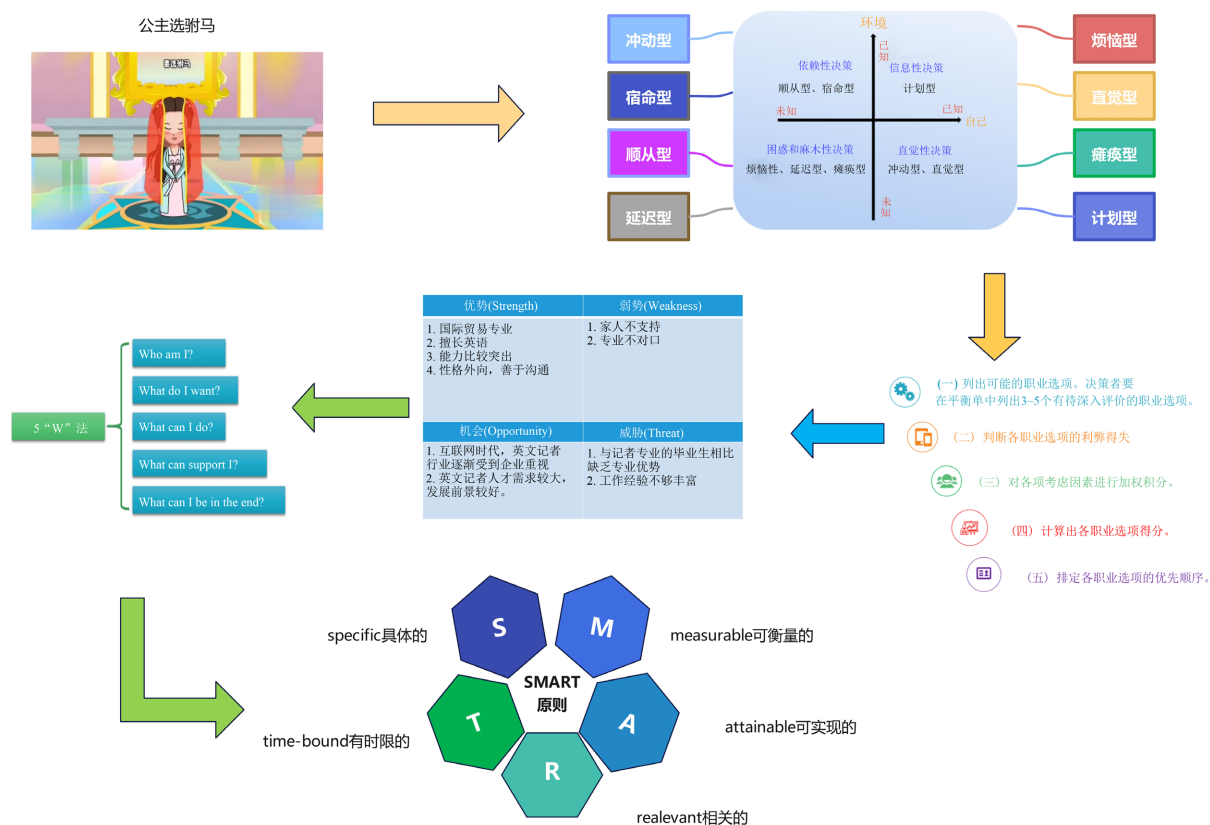 公主选驸马
要选驸马
冲动型
宿命型
顺从型
延迟型
环境
已知
依赖性决策
信息性决策
顺从型、宿命型
计划型
未知
已知
自己
困惑和麻木性决策
直觉性决策
烦恼性、延迟型、瘫痪型
冲动型、直觉型
未知
烦恼型
直觉型
瘫痪型
计划型
(一) 列出可能的职业选项。决策者要
在平衡单中列出3~5个有待深入评价的职业选项。
（二）判断各职业选项的利弊得失
（三）对各项考虑因素进行加权积分。
（四）计算出各职业选项得分。
（五）排定各职业选项的优先顺序。
优势(Strength)
1. 国际贸易专业
2. 擅长英语
3. 能力比较突出
4. 性格外向，善于沟通
弱势(Weakness)
1. 家人不支持
2. 专业不对口
机会(Opportunity)
1. 互联网时代，英文记者
行业逐渐受到企业重视
2. 英文记者人才需求较大，
发展前景较好。
威胁(Threat)
1. 与记者专业的毕业生相比
缺乏专业优势
2. 工作经验不够丰富
5“W”法
Who am I?
What do I want?
What can I do?
What can support I?
What can I be in the end?
SMART
原则
S
specific具体的
M
measurable可衡量的
A
attainable可实现的
R
realevant相关的
T
time-bound有时限的